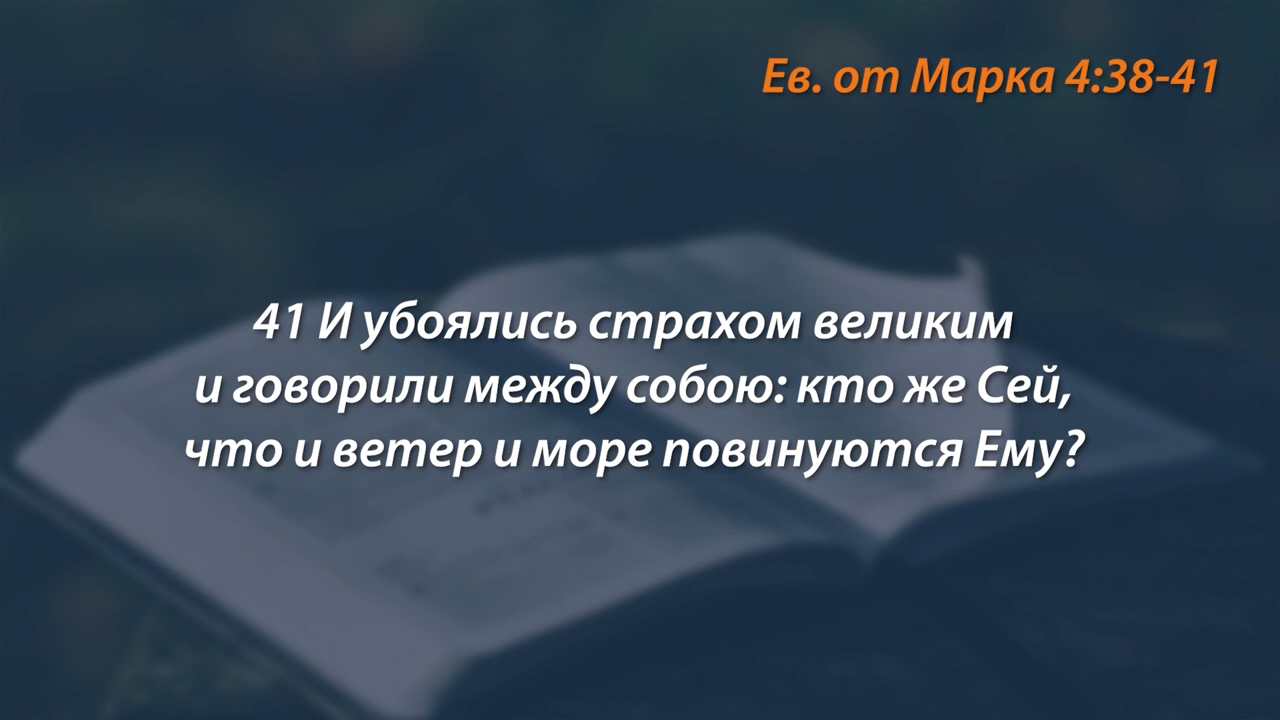 Ев. от Марка 4:38-41
41 И убоялись страхом великим
и говорили между собою: кто же Сей,
что и ветер и море повинуются Ему?